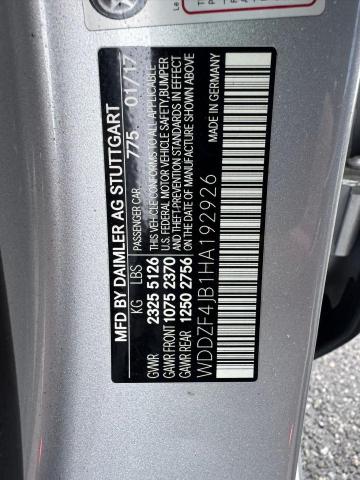 MFD BY DAIMLER AG STUTTGART
PASSENGER CAR 775 01/17
KG LBS
GVWR 2325 5126
GAWR FRONT 1075 2370
GAWR REAR 1250 2756
THIS VEHICLE CONFORMS TO ALL APPLICABLE
U.S. FEDERAL MOTOR VEHICLE SAFETY,BUMPER
AND THEFT-PREVENTION STANDARDS IN EFFECT
ON THE DATE OF MANUFACTURE SHOWN ABOVE
WDDZF4JB1HA192926
MADE IN GERMANY